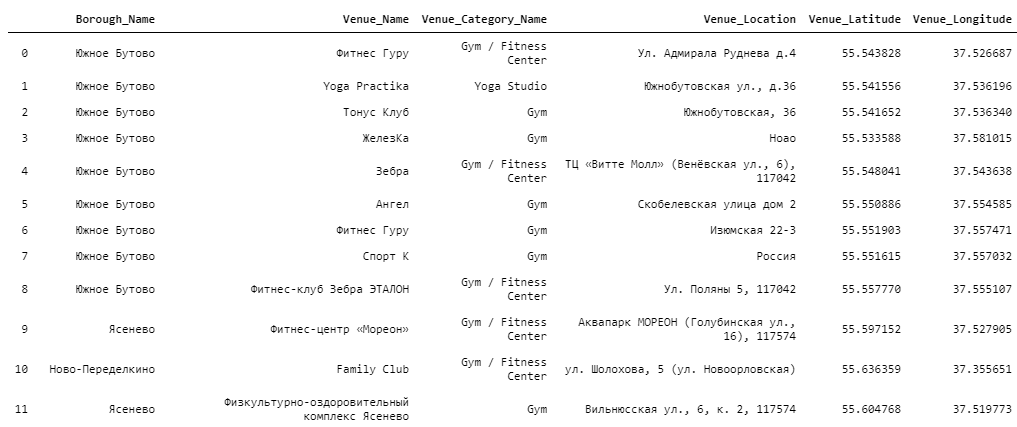 Borough_Name Venue_Name Venue_Category_Name Venue_Location Venue_Latitude Venue_Longitude
0 Южное Бутово Фитнес Гуру Gym / Fitness Center Ул. Адмирала Руднева д.4 55.543828 37.526687
1 Южное Бутово Yoga Practika Yoga Studio Южнобутовская ул., д.36 55.541556 37.536196
2 Южное Бутово Тонус Клуб Gym Южнобутовская, 36 55.541652 37.536340
3 Южное Бутово ЖелезКа Gym Ноао 55.533588 37.581015
4 Южное Бутово Зебра Gym / Fitness Center ТЦ «Витте Молл» (Венёвская ул., 6), 117042 55.548041 37.543638
5 Южное Бутово Ангел Gym Скобелевская улица дом 2 55.550886 37.554585
6 Южное Бутово Фитнес Гуру Gym Изюмская 22-3 55.551903 37.557471
7 Южное Бутово Спорт К Gym Россия 55.551615 37.557032
8 Южное Бутово Фитнес-клуб Зебра ЭТАЛОН Gym / Fitness Center Ул. Поляны 5, 117042 55.557770 37.555107
9 Ясенево Фитнес-центр «Мореон» Gym / Fitness Center Аквапарк МОРЕОН (Голубинская ул., 16), 117574 55.597152 37.527905
10 Ново-Переделкино Family Club Gym / Fitness Center ул. Шолохова, 5 (ул. Новоорловская) 55.636359 37.355651
11 Ясенево Физкультурно-оздоровительный комплекс Ясенево Gym Вильнюсская ул., 6, к. 2, 117574 55.604768 37.519773